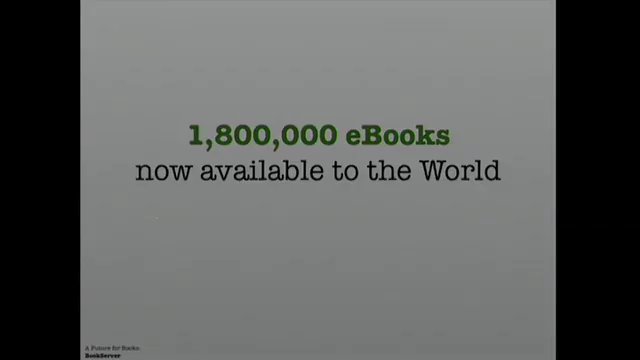 1,800,000 eBooks
now available to the World
A Future for Books:
BookServer